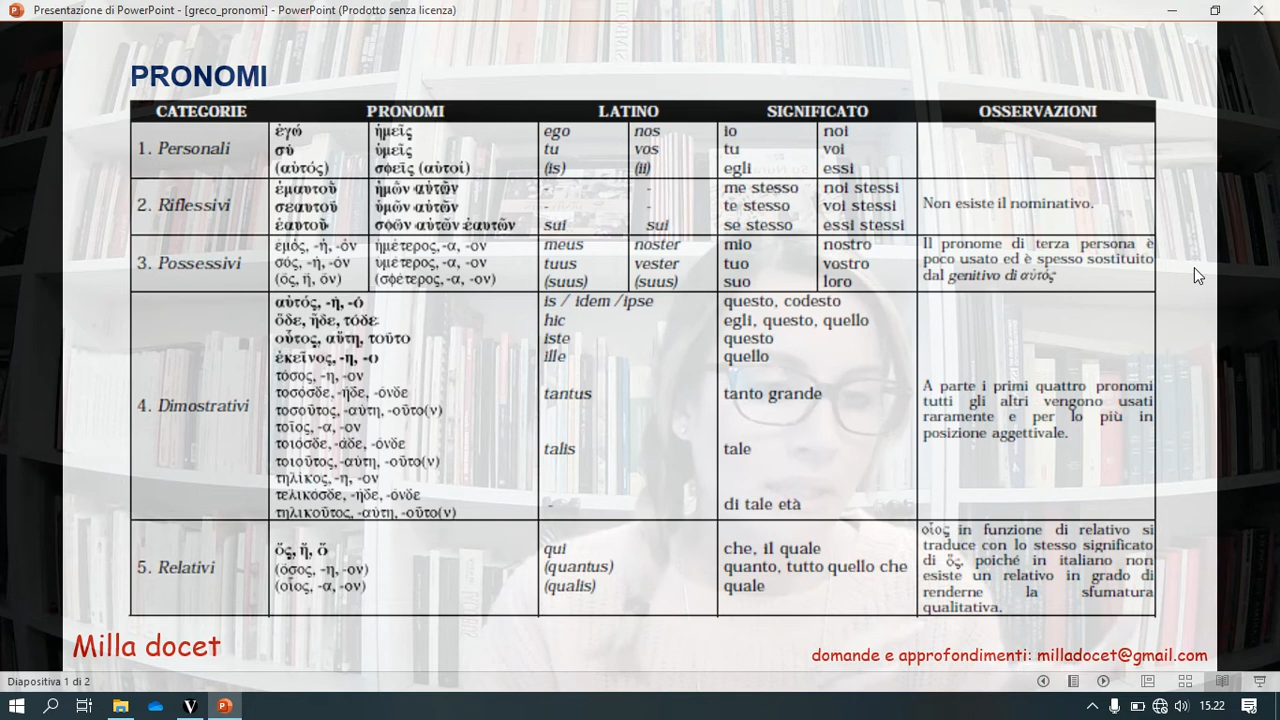 Presentazione di PowerPoint - [greco_pronomi] - PowerPoint (Prodotto senza licenza)
PRONOMI
CATEGORIE PRONOMI LATINO SIGNIFICATO OSSERVAZIONI
1. Personali
ἐγώ ἡμεῖς ego nos io noi
σὺ ὑμεῖς tu vos tu voi
(αὐτός) σφεῖς (αὐτοί) (is) (ii) egli essi
2. Riflessivi
ἐμαυτοῦ ἡμῶν αὐτῶν - - me stesso noi stessi
σεαυτοῦ ὑμῶν αὐτῶν - - te stesso voi stessi
ἑαυτοῦ σφῶν αὐτῶν ἑαυτῶν sui sui se stesso essi stessi
Non esiste il nominativo.
3. Possessivi
ἐμός, -ή, -όν ἡμέτερος, -α, -ον meus noster mio nostro
σός, -ή, -όν ὑμέτερος, -α, -ον tuus vester tuo vostro
(ὅς, ἥ, ὅν) (σφέτερος, -α, -ον) (suus) (suus) suo loro
Il pronome di terza persona è
poco usato ed è spesso sostituito
dal genitivo di αὐτός
4. Dimostrativi
αὐτός, -ή, -ό is / idem /ipse questo, codesto
ὅδε, ἥδε, τόδε hic egli, questo, quello
οὗτος, αὕτη, τοῦτο iste questo
ἐκεῖνος, -η, -ο ille quello
τόσος, -η, -ον
τοσόσδε, -ήδε, -όνδε tantus tanto grande
τοσοῦτος, -αύτη, -οῦτο(ν)
τοῖος, -α, -ον
τοιόσδε, -άδε, -όνδε talis tale
τοιοῦτος, -αύτη, -οῦτο(ν)
τηλίκος, -η, -ον
τελικόσδε, -ήδε, -όνδε - di tale età
τηλικοῦτος, -αύτη, -οῦτο(ν)
A parte i primi quattro pronomi
tutti gli altri vengono usati
raramente e per lo più in
posizione aggettivale.
5. Relativi
ὅς, ἥ, ὅ qui che, il quale
(ὅσος, -η, -ον) (quantus) quanto, tutto quello che
(οἷος, -α, -ον) (qualis) quale
οἷος in funzione di relativo si
traduce con lo stesso significato
di ὅς, poiché in italiano non
esiste un relativo in grado di
renderne la sfumatura
qualitativa.
Milla docet
domande e approfondimenti: milladocet@gmail.com
Diapositiva 1 di 2
15.22